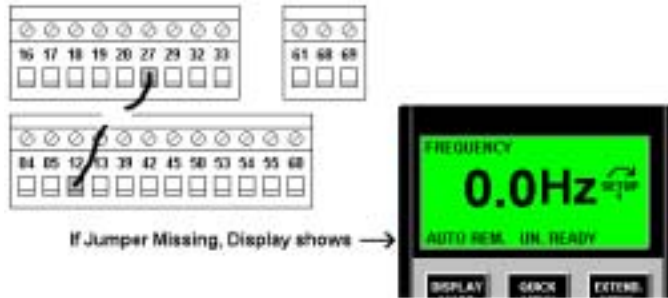 16 17 18 19 20 27 29 32 33
61 68 69
04 05 12 13 39 42 45 50 53 54 55 60
If Jumper Missing, Display shows
FREQUENCY
0.0Hz
SETUP
1
AUTO REM. UN. READY
DISPLAY QUICK EXTEND.